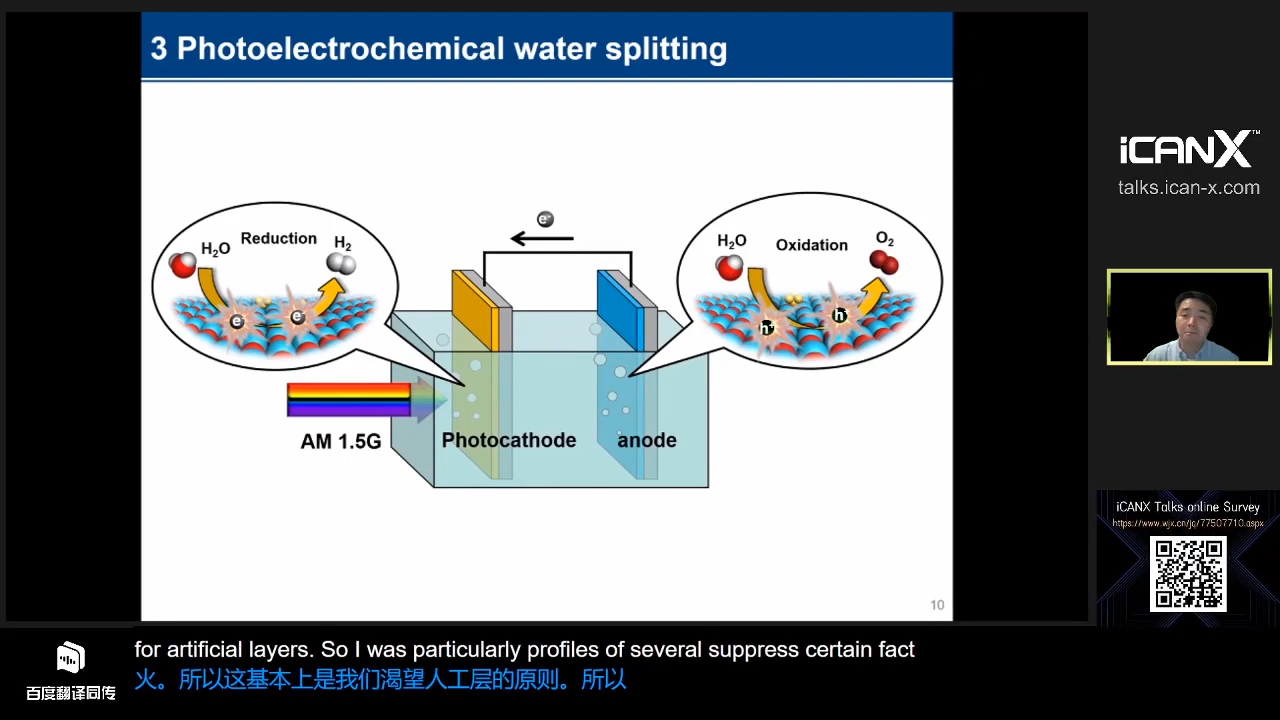 3 Photoelectrochemical water splitting
H₂O
Reduction
H₂
e⁻
e⁻
e⁻
H₂O
Oxidation
O₂
h⁺
h⁺
AM 1.5G
Photocathode
anode
10
iCANX™
talks.ican-x.com
iCANX Talks online Survey
https://www.wjx.cn/jq/77507710.aspx
百度翻译同传
for artificial layers. So I was particularly profiles of several suppress certain fact
火。所以这基本上是我们渴望人工层的原则。所以